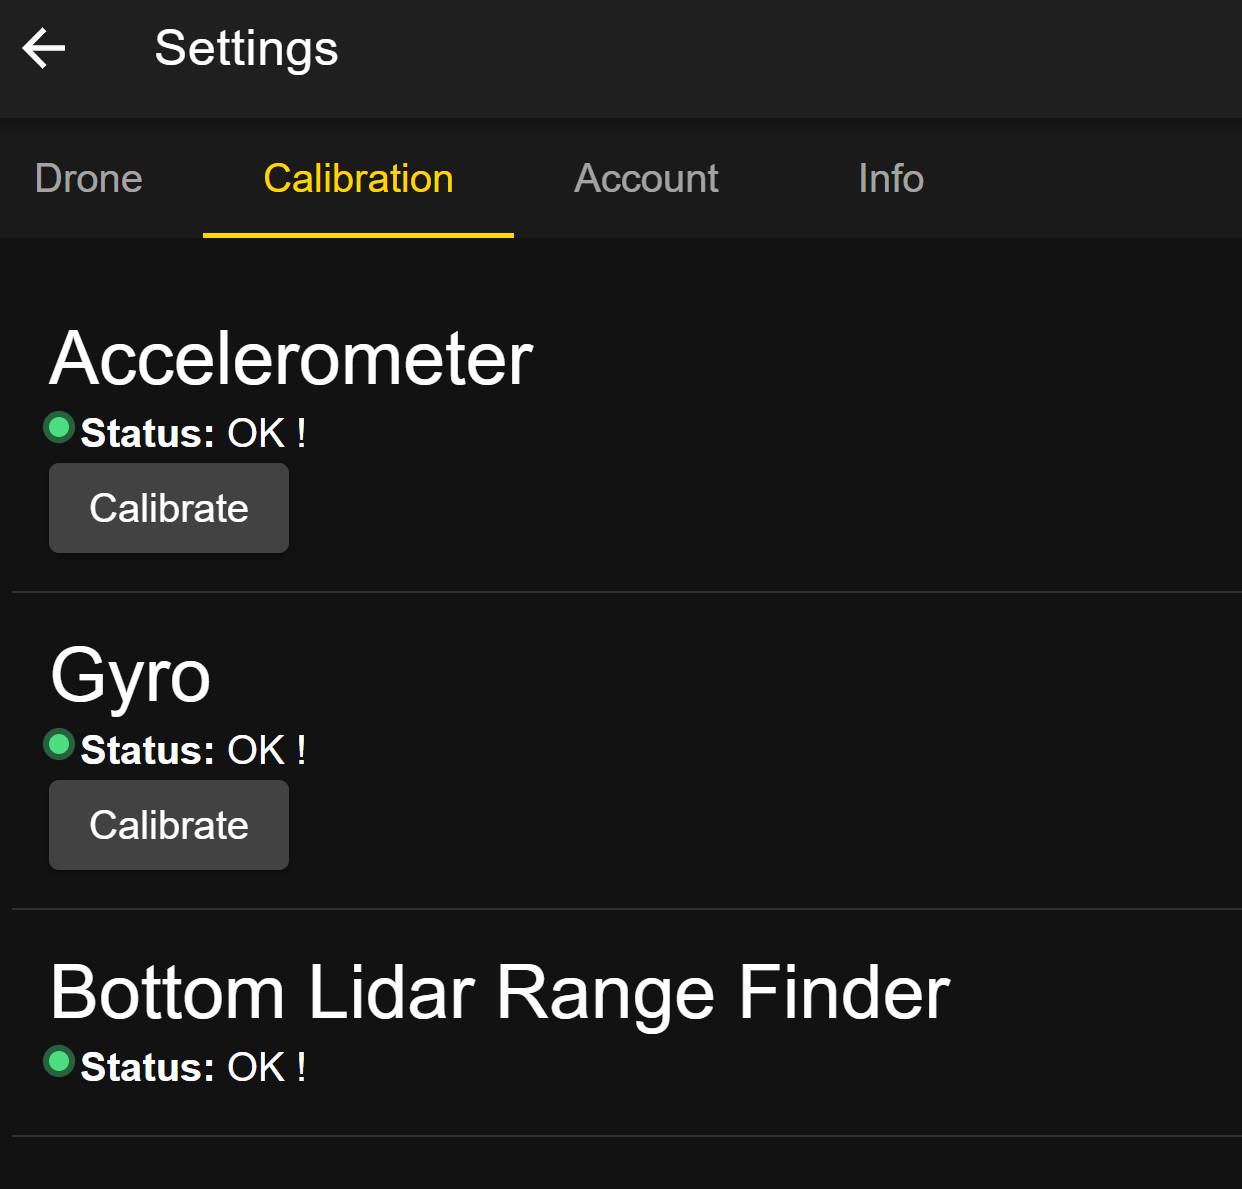 Settings
Drone Calibration Account Info
Accelerometer
Status: OK !
Calibrate
Gyro
Status: OK !
Calibrate
Bottom Lidar Range Finder
Status: OK !